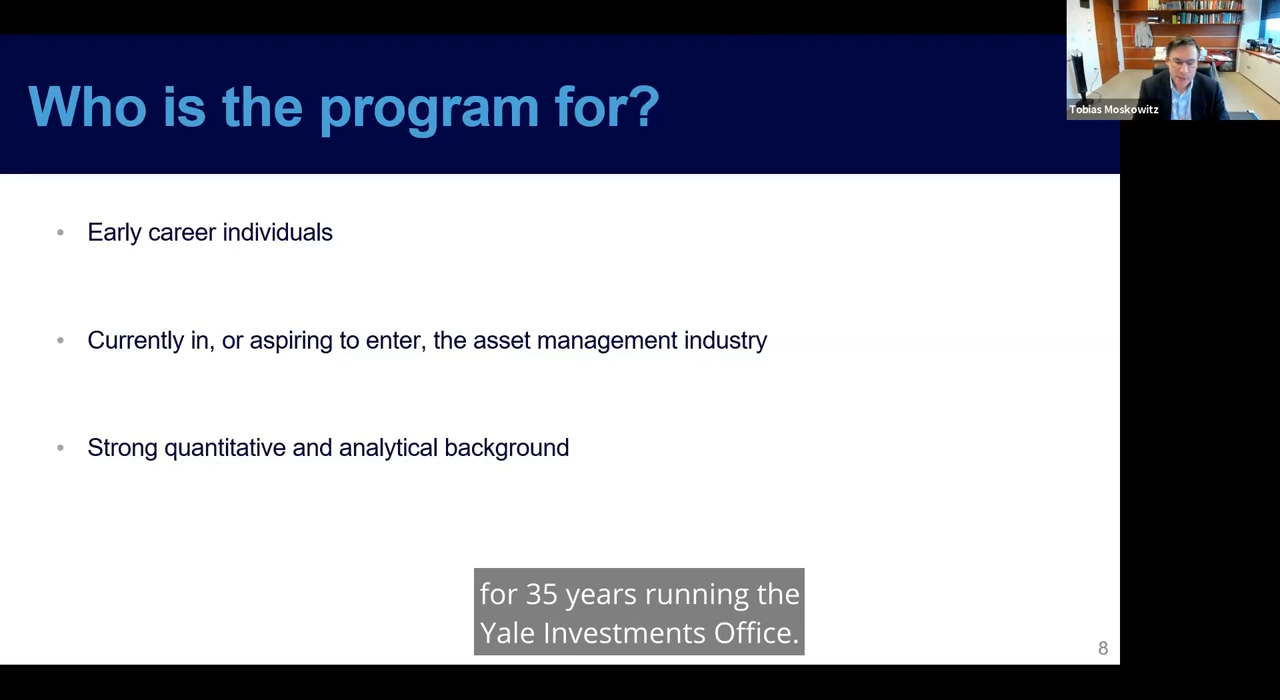 Who is the program for?
Tobias Moskowitz
• Early career individuals
• Currently in, or aspiring to enter, the asset management industry
• Strong quantitative and analytical background
for 35 years running the
Yale Investments Office.
8